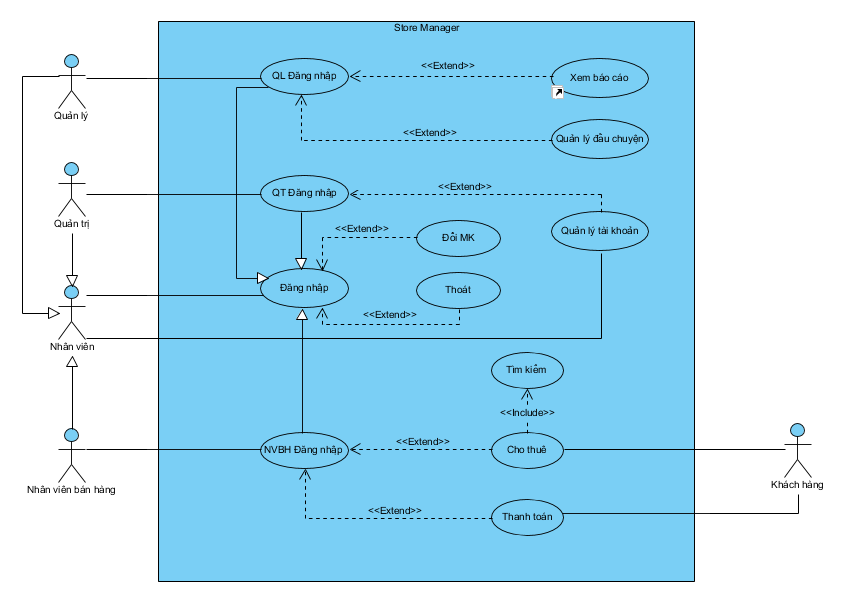 Store Manager
QL Đăng nhập
<<Extend>>
Xem báo cáo
Quản lý
<<Extend>>
Quản lý đầu chuyện
QT Đăng nhập
<<Extend>>
Quản trị
<<Extend>>
Đổi MK
Quản lý tài khoản
Đăng nhập
Thoát
<<Extend>>
Nhân viên
Tìm kiếm
<<Include>>
NVBH Đăng nhập
<<Extend>>
Cho thuê
Nhân viên bán hàng
Khách hàng
<<Extend>>
Thanh toán